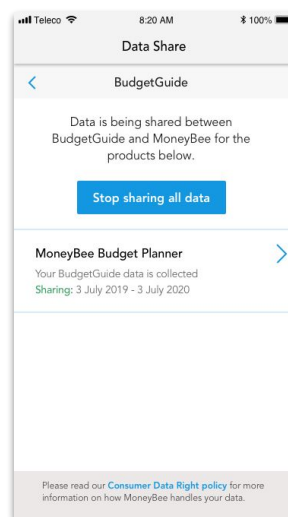 Teleco 8:20 AM 100%
Data Share
BudgetGuide
Data is being shared between
BudgetGuide and MoneyBee for the
products below.
Stop sharing all data
MoneyBee Budget Planner
Your BudgetGuide data is collected
Sharing: 3 July 2019 - 3 July 2020
Please read our Consumer Data Right policy for more
information on how MoneyBee handles your data.